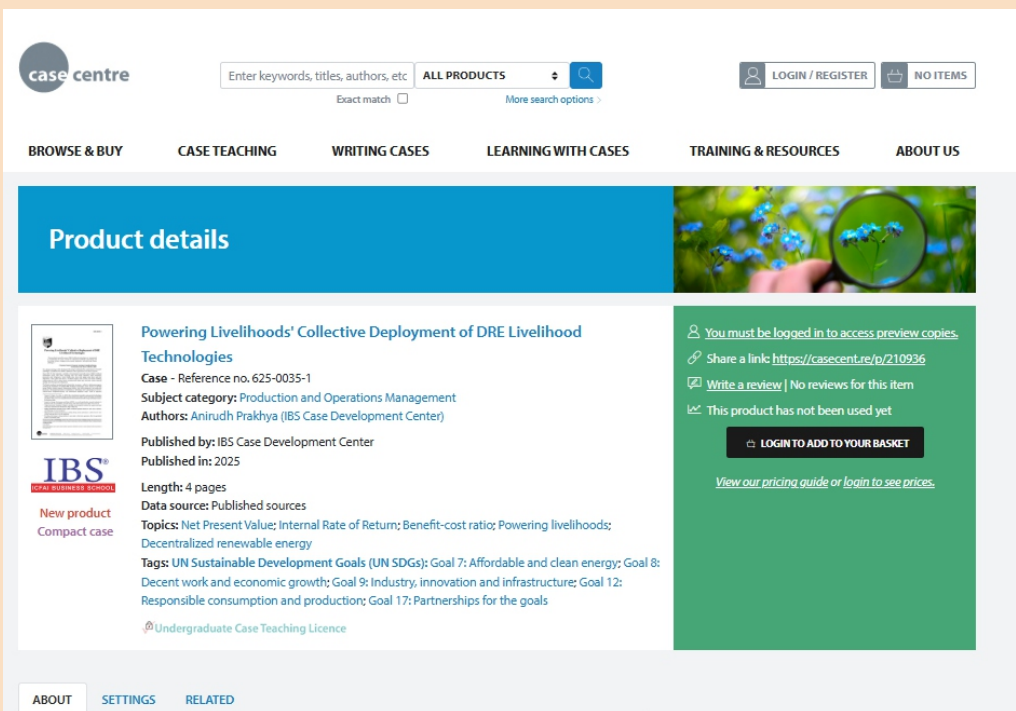 case centre
Enter keywords, titles, authors, etc
ALL PRODUCTS
LOGIN / REGISTER
NO ITEMS
Exact match
More search options >
BROWSE & BUY
CASE TEACHING
WRITING CASES
LEARNING WITH CASES
TRAINING & RESOURCES
ABOUT US
Product details
Powering Livelihoods' Collective Deployment of DRE Livelihood
Technologies
Case - Reference no. 625-0035-1
Subject category: Production and Operations Management
Authors: Anirudh Prakhya (IBS Case Development Center)
Published by: IBS Case Development Center
Published in: 2025
Length: 4 pages
Data source: Published sources
Topics: Net Present Value; Internal Rate of Return; Benefit-cost ratio; Powering livelihoods;
Decentralized renewable energy
Tags: UN Sustainable Development Goals (UN SDGs): Goal 7: Affordable and clean energy; Goal 8:
Decent work and economic growth; Goal 9: Industry, innovation and infrastructure; Goal 12:
Responsible consumption and production; Goal 17: Partnerships for the goals
Undergraduate Case Teaching Licence
IBS®
ICFAI BUSINESS SCHOOL
New product
Compact case
You must be logged in to access preview copies.
Share a link: https://casecent.re/p/210936
Write a review | No reviews for this item
This product has not been used yet
LOGIN TO ADD TO YOUR BASKET
View our pricing guide or login to see prices.
ABOUT
SETTINGS
RELATED